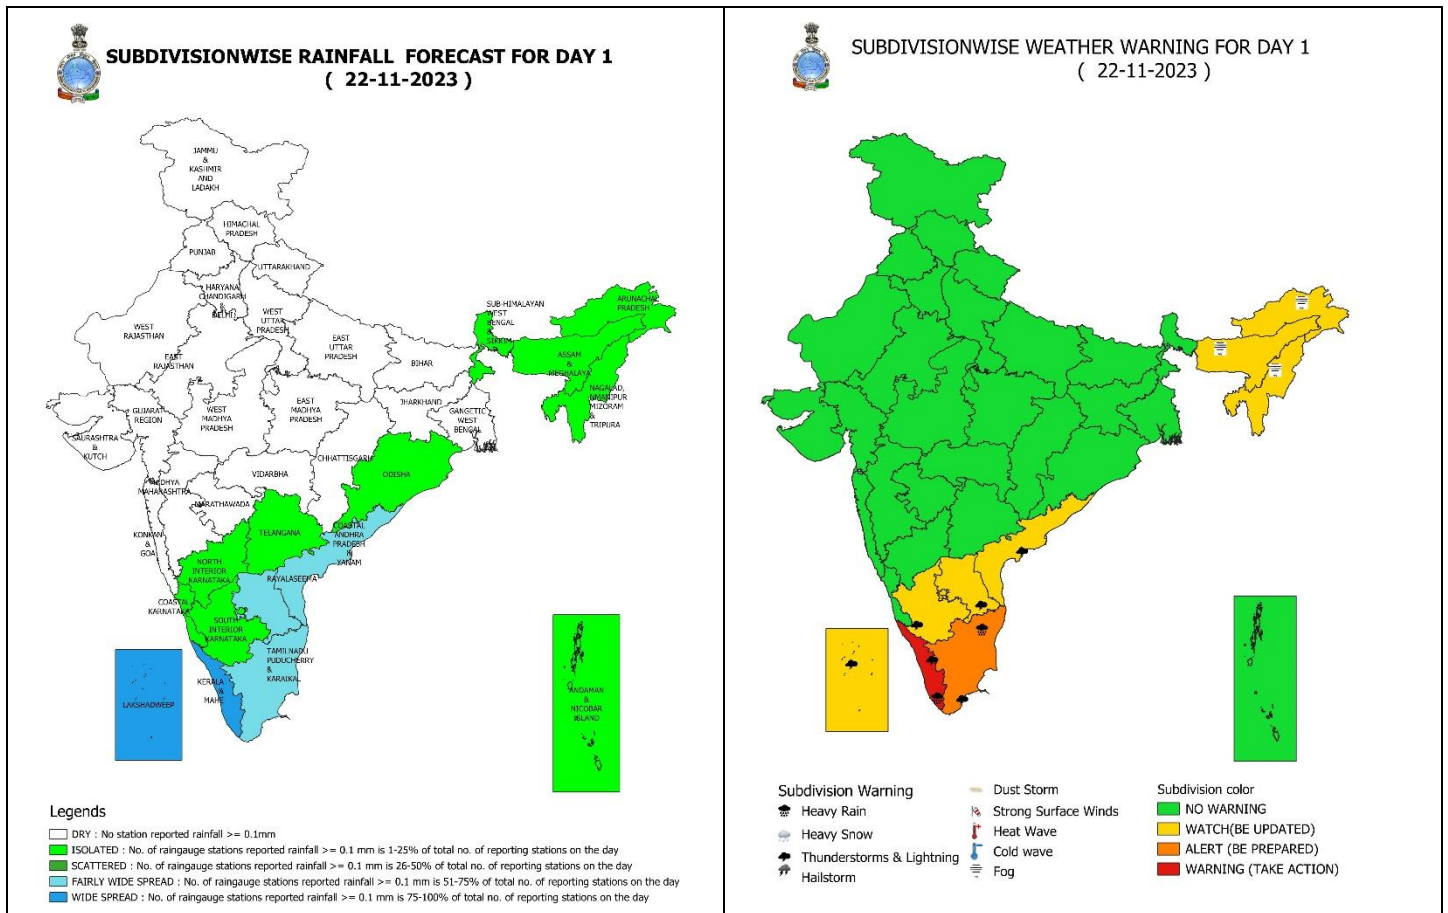 SUBDIVISIONWISE RAINFALL FORECAST FOR DAY 1
( 22-11-2023 )
JAMMU
&
KASHMIR
AND
LADAKH
HIMACHAL
PRADESH
PUNJAB
UTTARAKHAND
HARYANA
CHANDIGARH
&
DELHI
WEST
UTTAR
PRADESH
WEST
RAJASTHAN
EAST
RAJASTHAN
EAST
UTTAR
PRADESH
BIHAR
SUB-HIMALAYAN
WEST
BENGAL
&
SIKKIM
ARUNACHAL
PRADESH
ASSAM
&
MEGHALAYA
NAGALAD,
MANIPUR
MIZORAM
&
TRIPURA
GUJARAT
REGION
SAURASHTRA
&
KUTCH
WEST
MADHYA
PRADESH
EAST
MADHYA
PRADESH
JHARKHAND
GANGETIC
WEST
BENGAL
CHHATTISGARH
ODISHA
VIDARBHA
MADHYA
MAHARASHTRA
MARATHAWADA
KONKAN
&
GOA
TELANGANA
COASTAL
ANDHRA
PRADESH
&
YANAM
NORTH
INTERIOR
KARNATAKA
RAYALASEEMA
COASTAL
KARNATAKA
SOUTH
INTERIOR
KARNATAKA
TAMILNADU
PUDUCHERRY
&
KARAIKAL
KERALA
&
MAHE
LAKSHADWEEP
ANDAMAN
&
NICOBAR
ISLAND
Legends
DRY : No station reported rainfall >= 0.1mm
ISOLATED : No. of raingauge stations reported rainfall >= 0.1 mm is 1-25% of total no. of reporting stations on the day
SCATTERED : No. of raingauge stations reported rainfall >= 0.1 mm is 26-50% of total no. of reporting stations on the day
FAIRLY WIDE SPREAD : No. of raingauge stations reported rainfall >= 0.1 mm is 51-75% of total no. of reporting stations on the day
WIDE SPREAD : No. of raingauge stations reported rainfall >= 0.1 mm is 75-100% of total no. of reporting stations on the day
SUBDIVISIONWISE WEATHER WARNING FOR DAY 1
( 22-11-2023 )
Subdivision Warning
Heavy Rain
Heavy Snow
Thunderstorms & Lightning
Hailstorm
Dust Storm
Strong Surface Winds
Heat Wave
Cold wave
Fog
Subdivision color
NO WARNING
WATCH(BE UPDATED)
ALERT (BE PREPARED)
WARNING (TAKE ACTION)